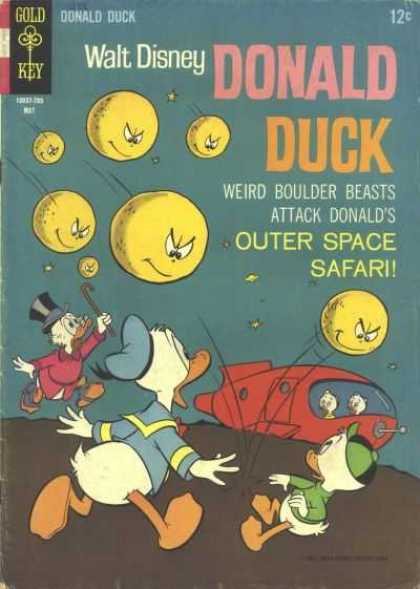 GOLD
KEY
DONALD DUCK
12¢
Walt Disney
DONALD
DUCK
WEIRD BOULDER BEASTS
ATTACK DONALD'S
OUTER SPACE
SAFARI!